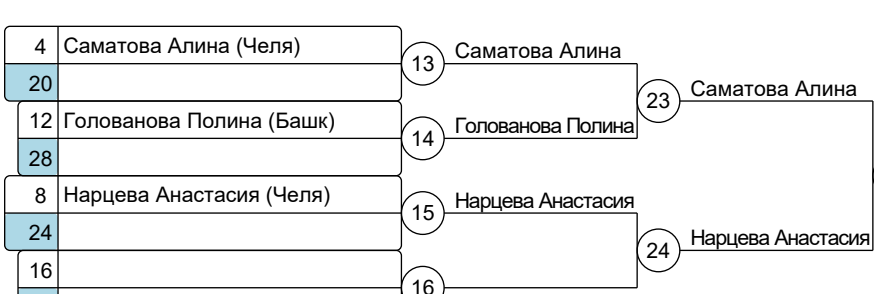 4 Саматова Алина (Челя)
20
12 Голованова Полина (Башк)
28
8 Нарцева Анастасия (Челя)
24
16
13 Саматова Алина
14 Голованова Полина
15 Нарцева Анастасия
16
23 Саматова Алина
24 Нарцева Анастасия